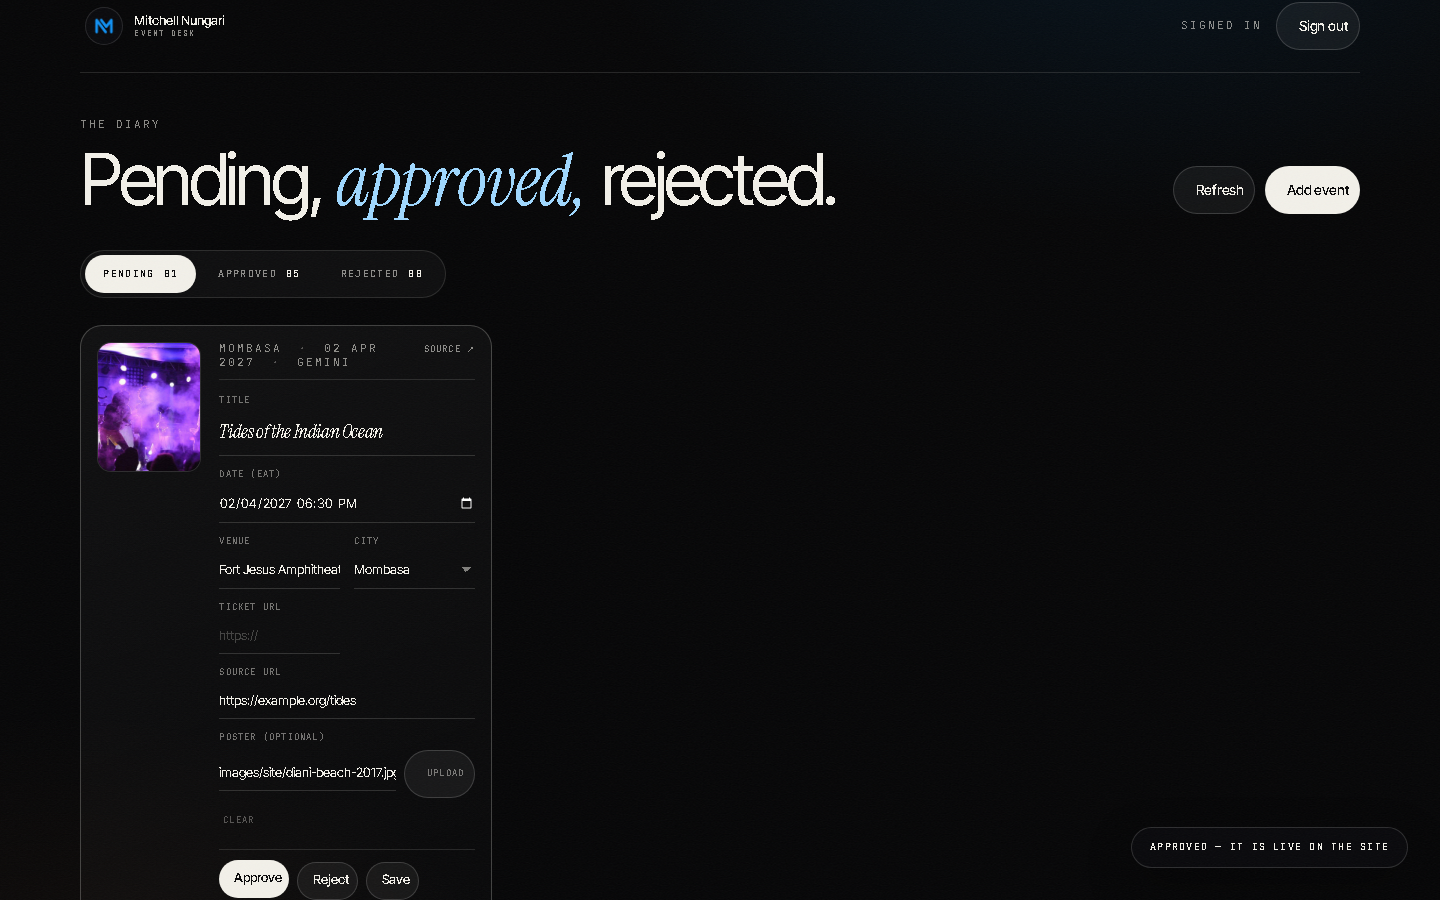 Mitchell Nungari
EVENT DESK
SIGNED IN
Sign out
THE DIARY
Pending, approved, rejected.
Refresh
Add event
PENDING 01
APPROVED 05
REJECTED 00
MOMBASA · 02 APR
2027 · GEMINI
SOURCE ↗
TITLE
Tides of the Indian Ocean
DATE (EAT)
02/04/2027 06:30 PM
VENUE
CITY
Fort Jesus Amphitheat
Mombasa
TICKET URL
https://
SOURCE URL
https://example.org/tides
POSTER (OPTIONAL)
images/site/diani-beach-2017.jpg
UPLOAD
CLEAR
Approve
Reject
Save
APPROVED — IT IS LIVE ON THE SITE